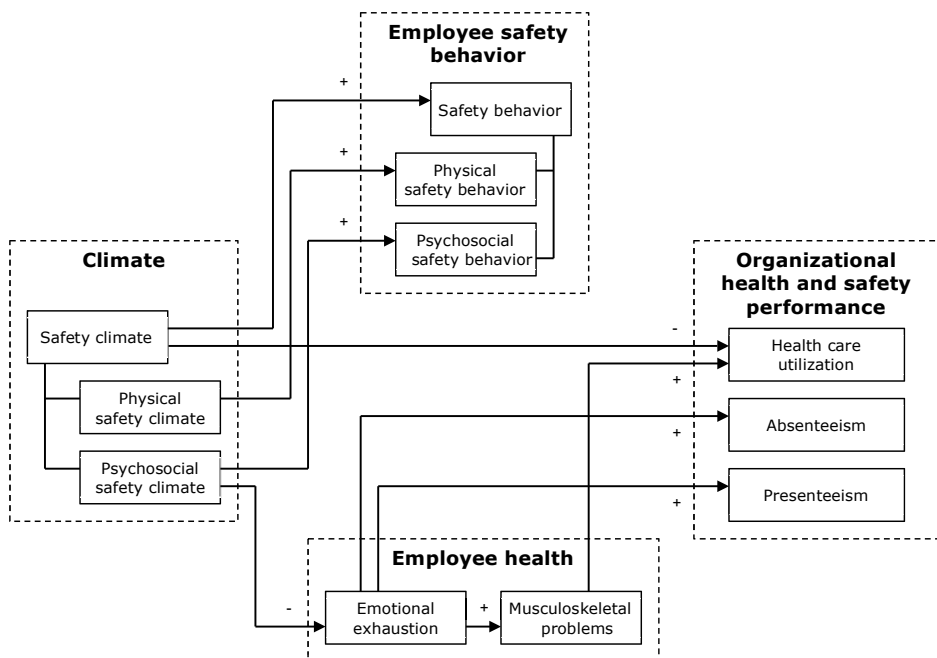 Employee safety
behavior
+
Safety behavior
+
Physical
safety behavior
+
Psychosocial
safety behavior
Climate
Safety climate
Physical
safety climate
Psychosocial
safety climate
Organizational
health and safety
performance
-
Health care
utilization
+
Absenteeism
+
Presenteeism
+
Employee health
-
Emotional
exhaustion
+
Musculoskeletal
problems